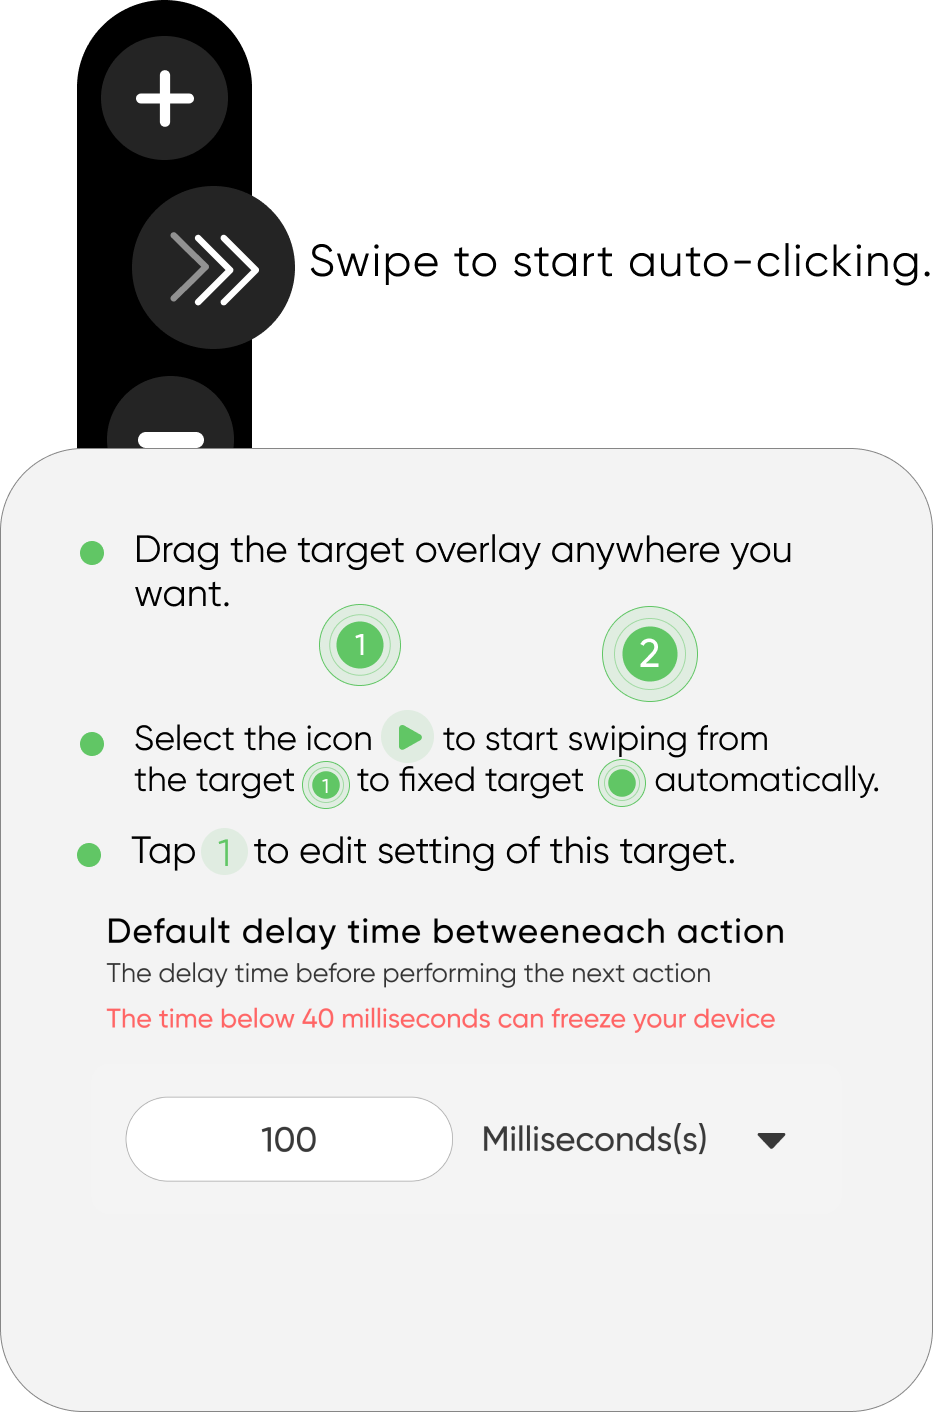 Swipe to start auto-clicking.
Drag the target overlay anywhere you
want.
1
2
Select the icon to start swiping from
the target 1 to fixed target automatically.
Tap 1 to edit setting of this target.
Default delay time betweeneach action
The delay time before performing the next action
The time below 40 milliseconds can freeze your device
100
Milliseconds(s)